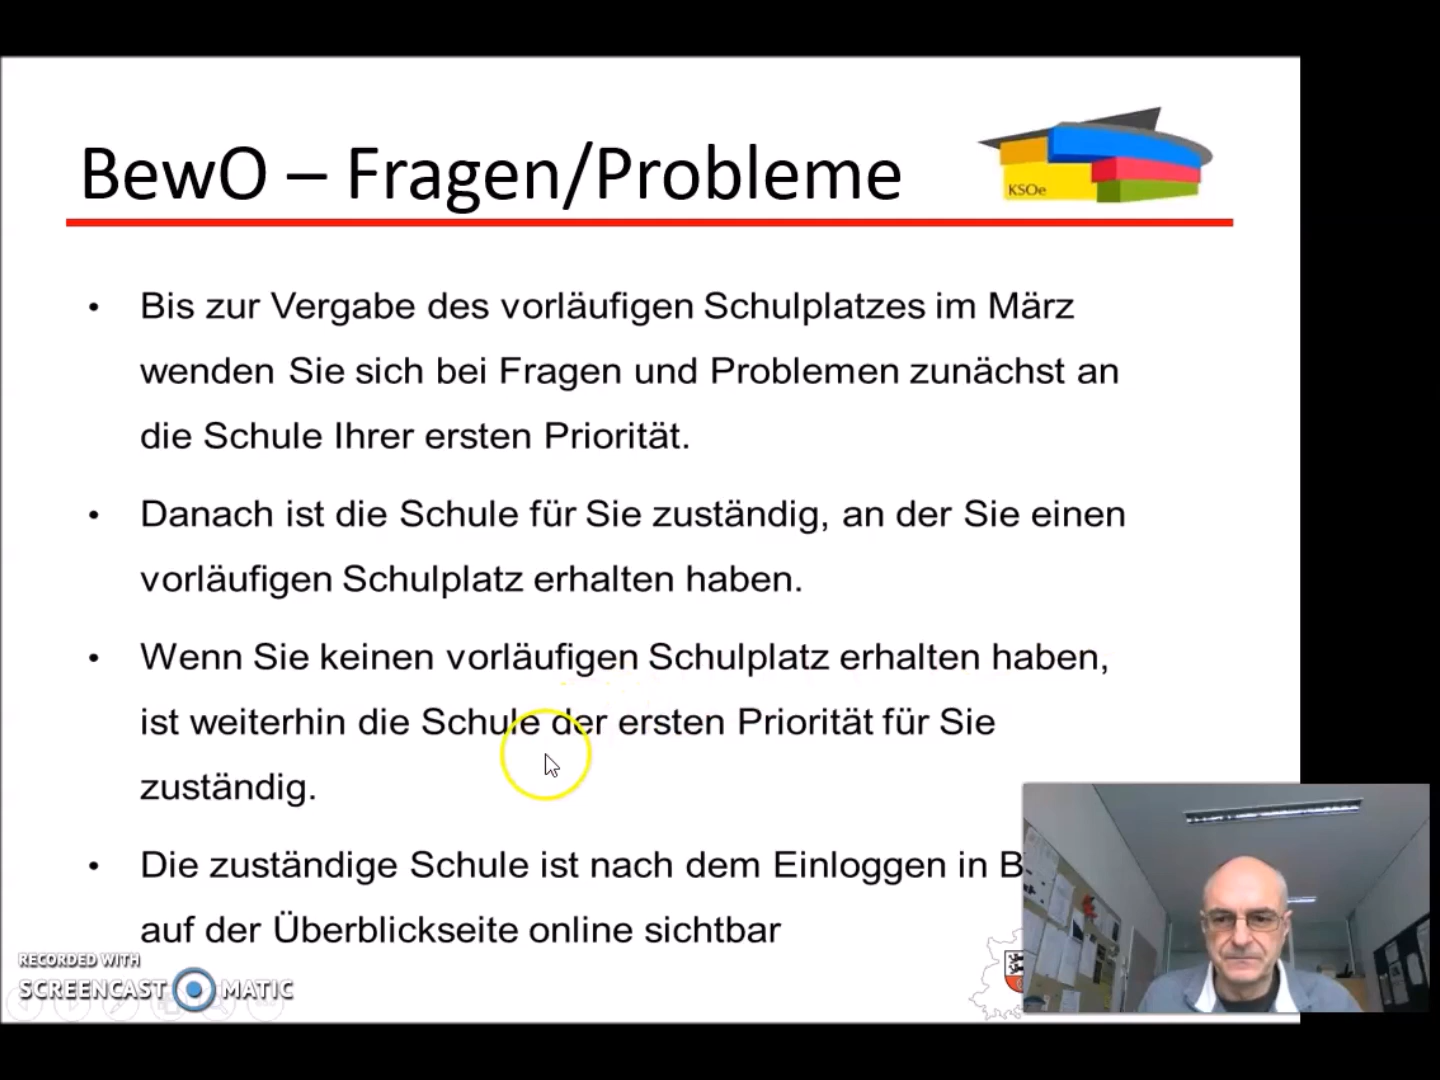 BewO – Fragen/Probleme
KSOe
• Bis zur Vergabe des vorläufigen Schulplatzes im März
wenden Sie sich bei Fragen und Problemen zunächst an
die Schule Ihrer ersten Priorität.
• Danach ist die Schule für Sie zuständig, an der Sie einen
vorläufigen Schulplatz erhalten haben.
• Wenn Sie keinen vorläufigen Schulplatz erhalten haben,
ist weiterhin die Schule der ersten Priorität für Sie
zuständig.
• Die zuständige Schule ist nach dem Einloggen in B
auf der Überblickseite online sichtbar
RECORDED WITH
SCREENCAST MATIC